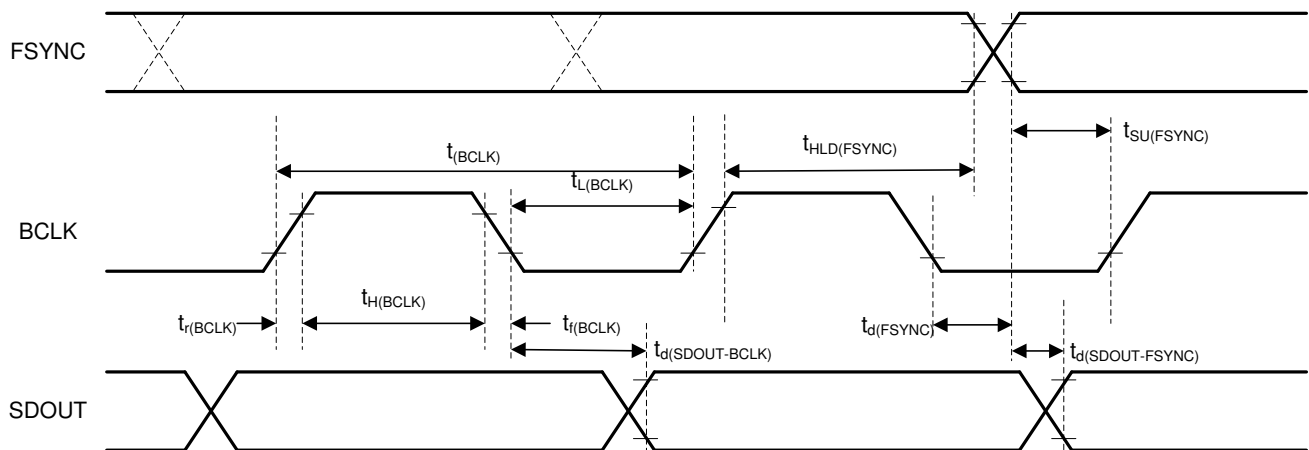 FSYNC
t(BCLK)
tHLD(FSYNC)
tSU(FSYNC)
tL(BCLK)
BCLK
tr(BCLK)
tH(BCLK)
tf(BCLK)
td(FSYNC)
td(SDOUT-BCLK)
td(SDOUT-FSYNC)
SDOUT